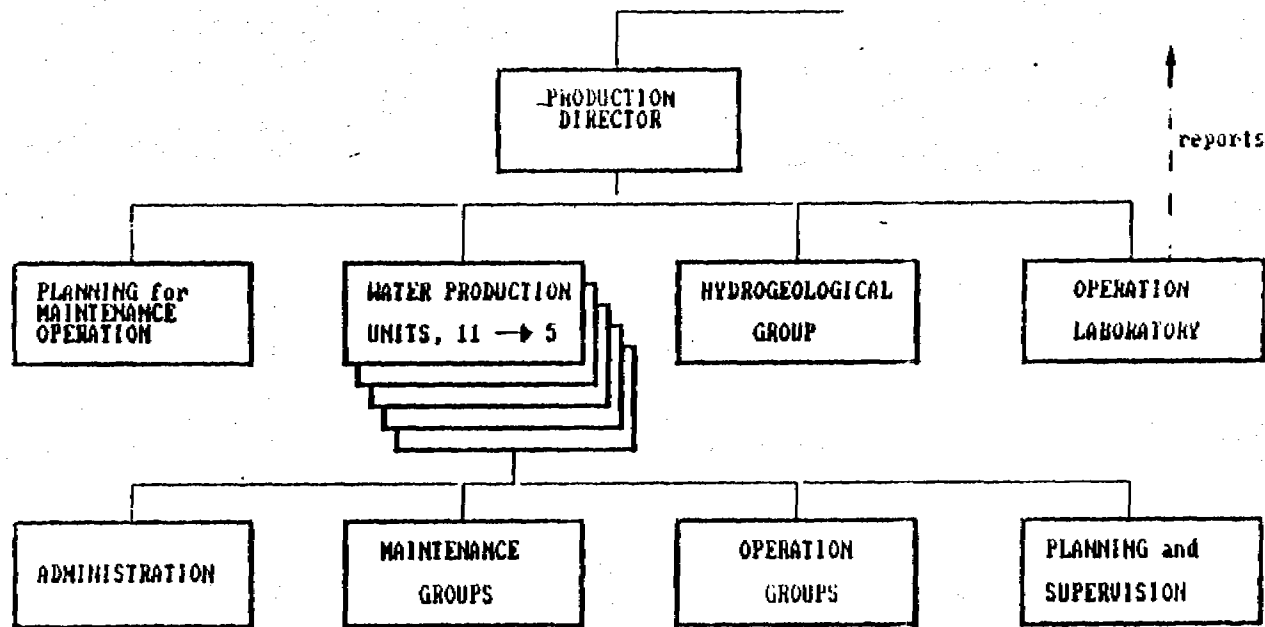 PRODUCTION
DIRECTOR
reports
PLANNING for
MAINTENANCE
OPERATION
WATER PRODUCTION
UNITS, 11 → 5
HYDROGEOLOGICAL
GROUP
OPERATION
LABORATORY
ADMINISTRATION
MAINTENANCE
GROUPS
OPERATION
GROUPS
PLANNING and
SUPERVISION